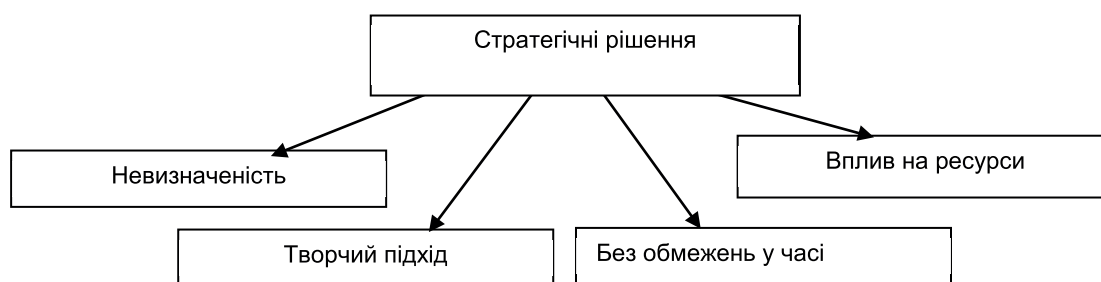 Стратегічні рішення
Невизначеність
Вплив на ресурси
Творчий підхід
Без обмежень у часі